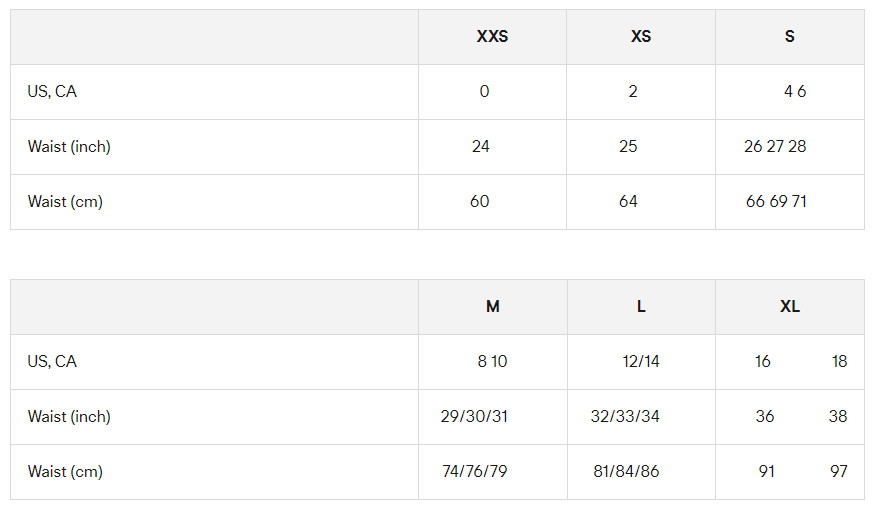 XXS XS S
US, CA 0 2 4 6
Waist (inch) 24 25 26 27 28
Waist (cm) 60 64 66 69 71
M L XL
US, CA 8 10 12/14 16 18
Waist (inch) 29/30/31 32/33/34 36 38
Waist (cm) 74/76/79 81/84/86 91 97